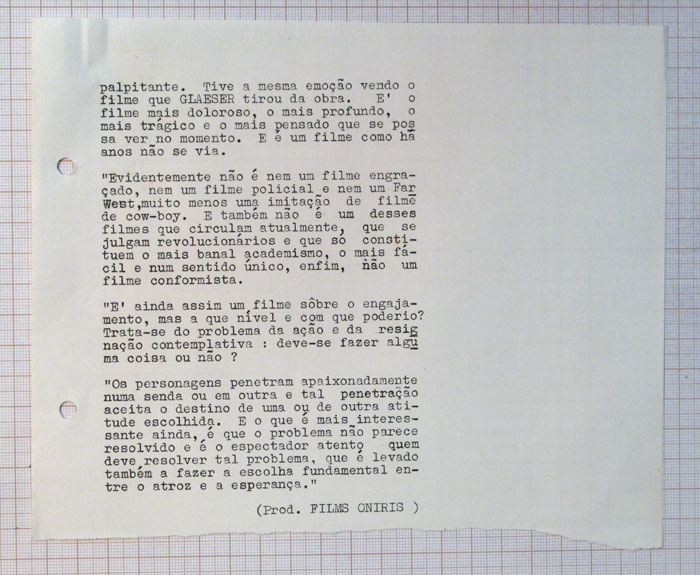 palpitante. Tive a mesma emoção vendo o
filme que GLAESER tirou da obra. E' o
filme mais doloroso, o mais profundo, o
mais trágico e o mais pensado que se pos
sa ver no momento. E é um filme como há
anos não se via.
"Evidentemente não é nem um filme engra-
çado, nem um filme policial e nem um Far
West,muito menos uma imitação de filme
de cow-boy. E também não é um desses
filmes que circulam atualmente, que se
julgam revolucionários e que só consti-
tuem o mais banal academismo, o mais fá-
cil e num sentido único, enfim, não um
filme conformista.
"E' ainda assim um filme sôbre o engaja-
mento, mas a que nível e com que poderio?
Trata-se do problema da ação e da resig
nação contemplativa : deve-se fazer algu
ma coisa ou não ?
"Os personagens penetram apaixonadamente
numa senda ou em outra e tal penetração
aceita o destino de uma ou de outra ati-
tude escolhida. E o que é mais interes-
sante ainda, é que o problema não parece
resolvido e é o espectador atento quem
deve resolver tal problema, que é levado
também a fazer a escolha fundamental en-
tre o atroz e a esperança."
(Prod. FILMS ONIRIS )